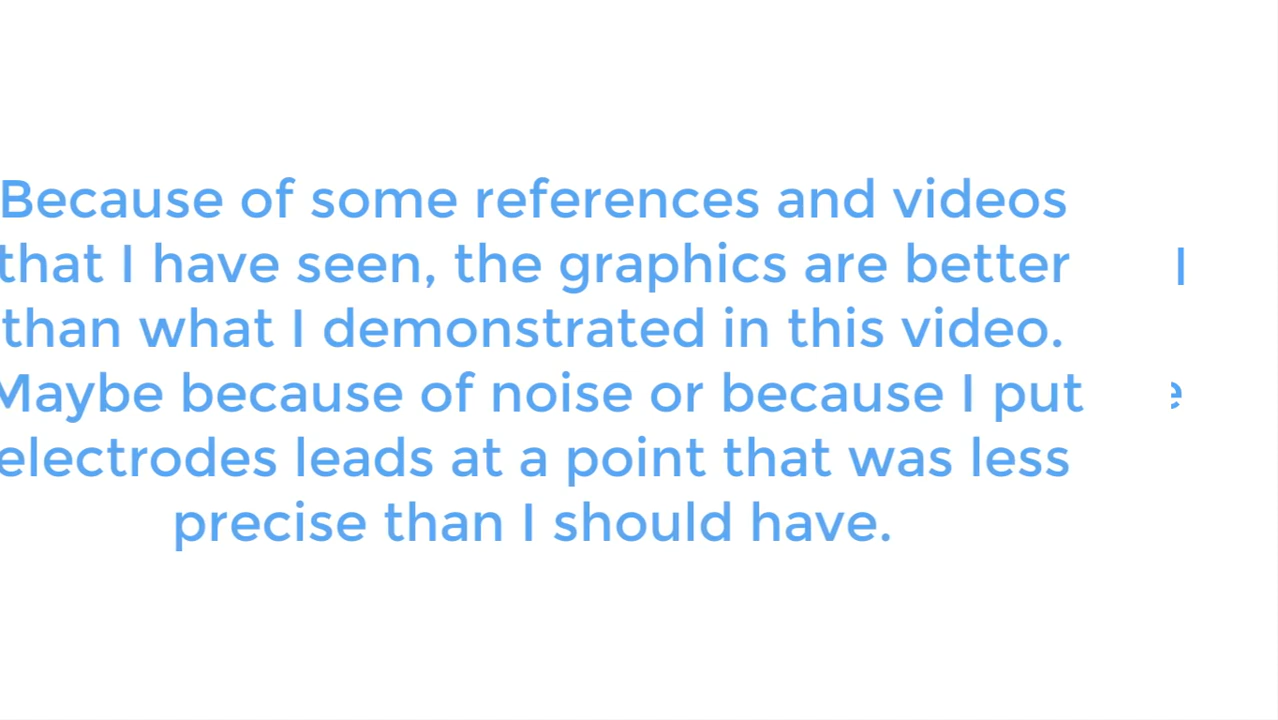 Because of some references and videos
that I have seen, the graphics are better
than what I demonstrated in this video.
Maybe because of noise or because I put
electrodes leads at a point that was less
precise than I should have.